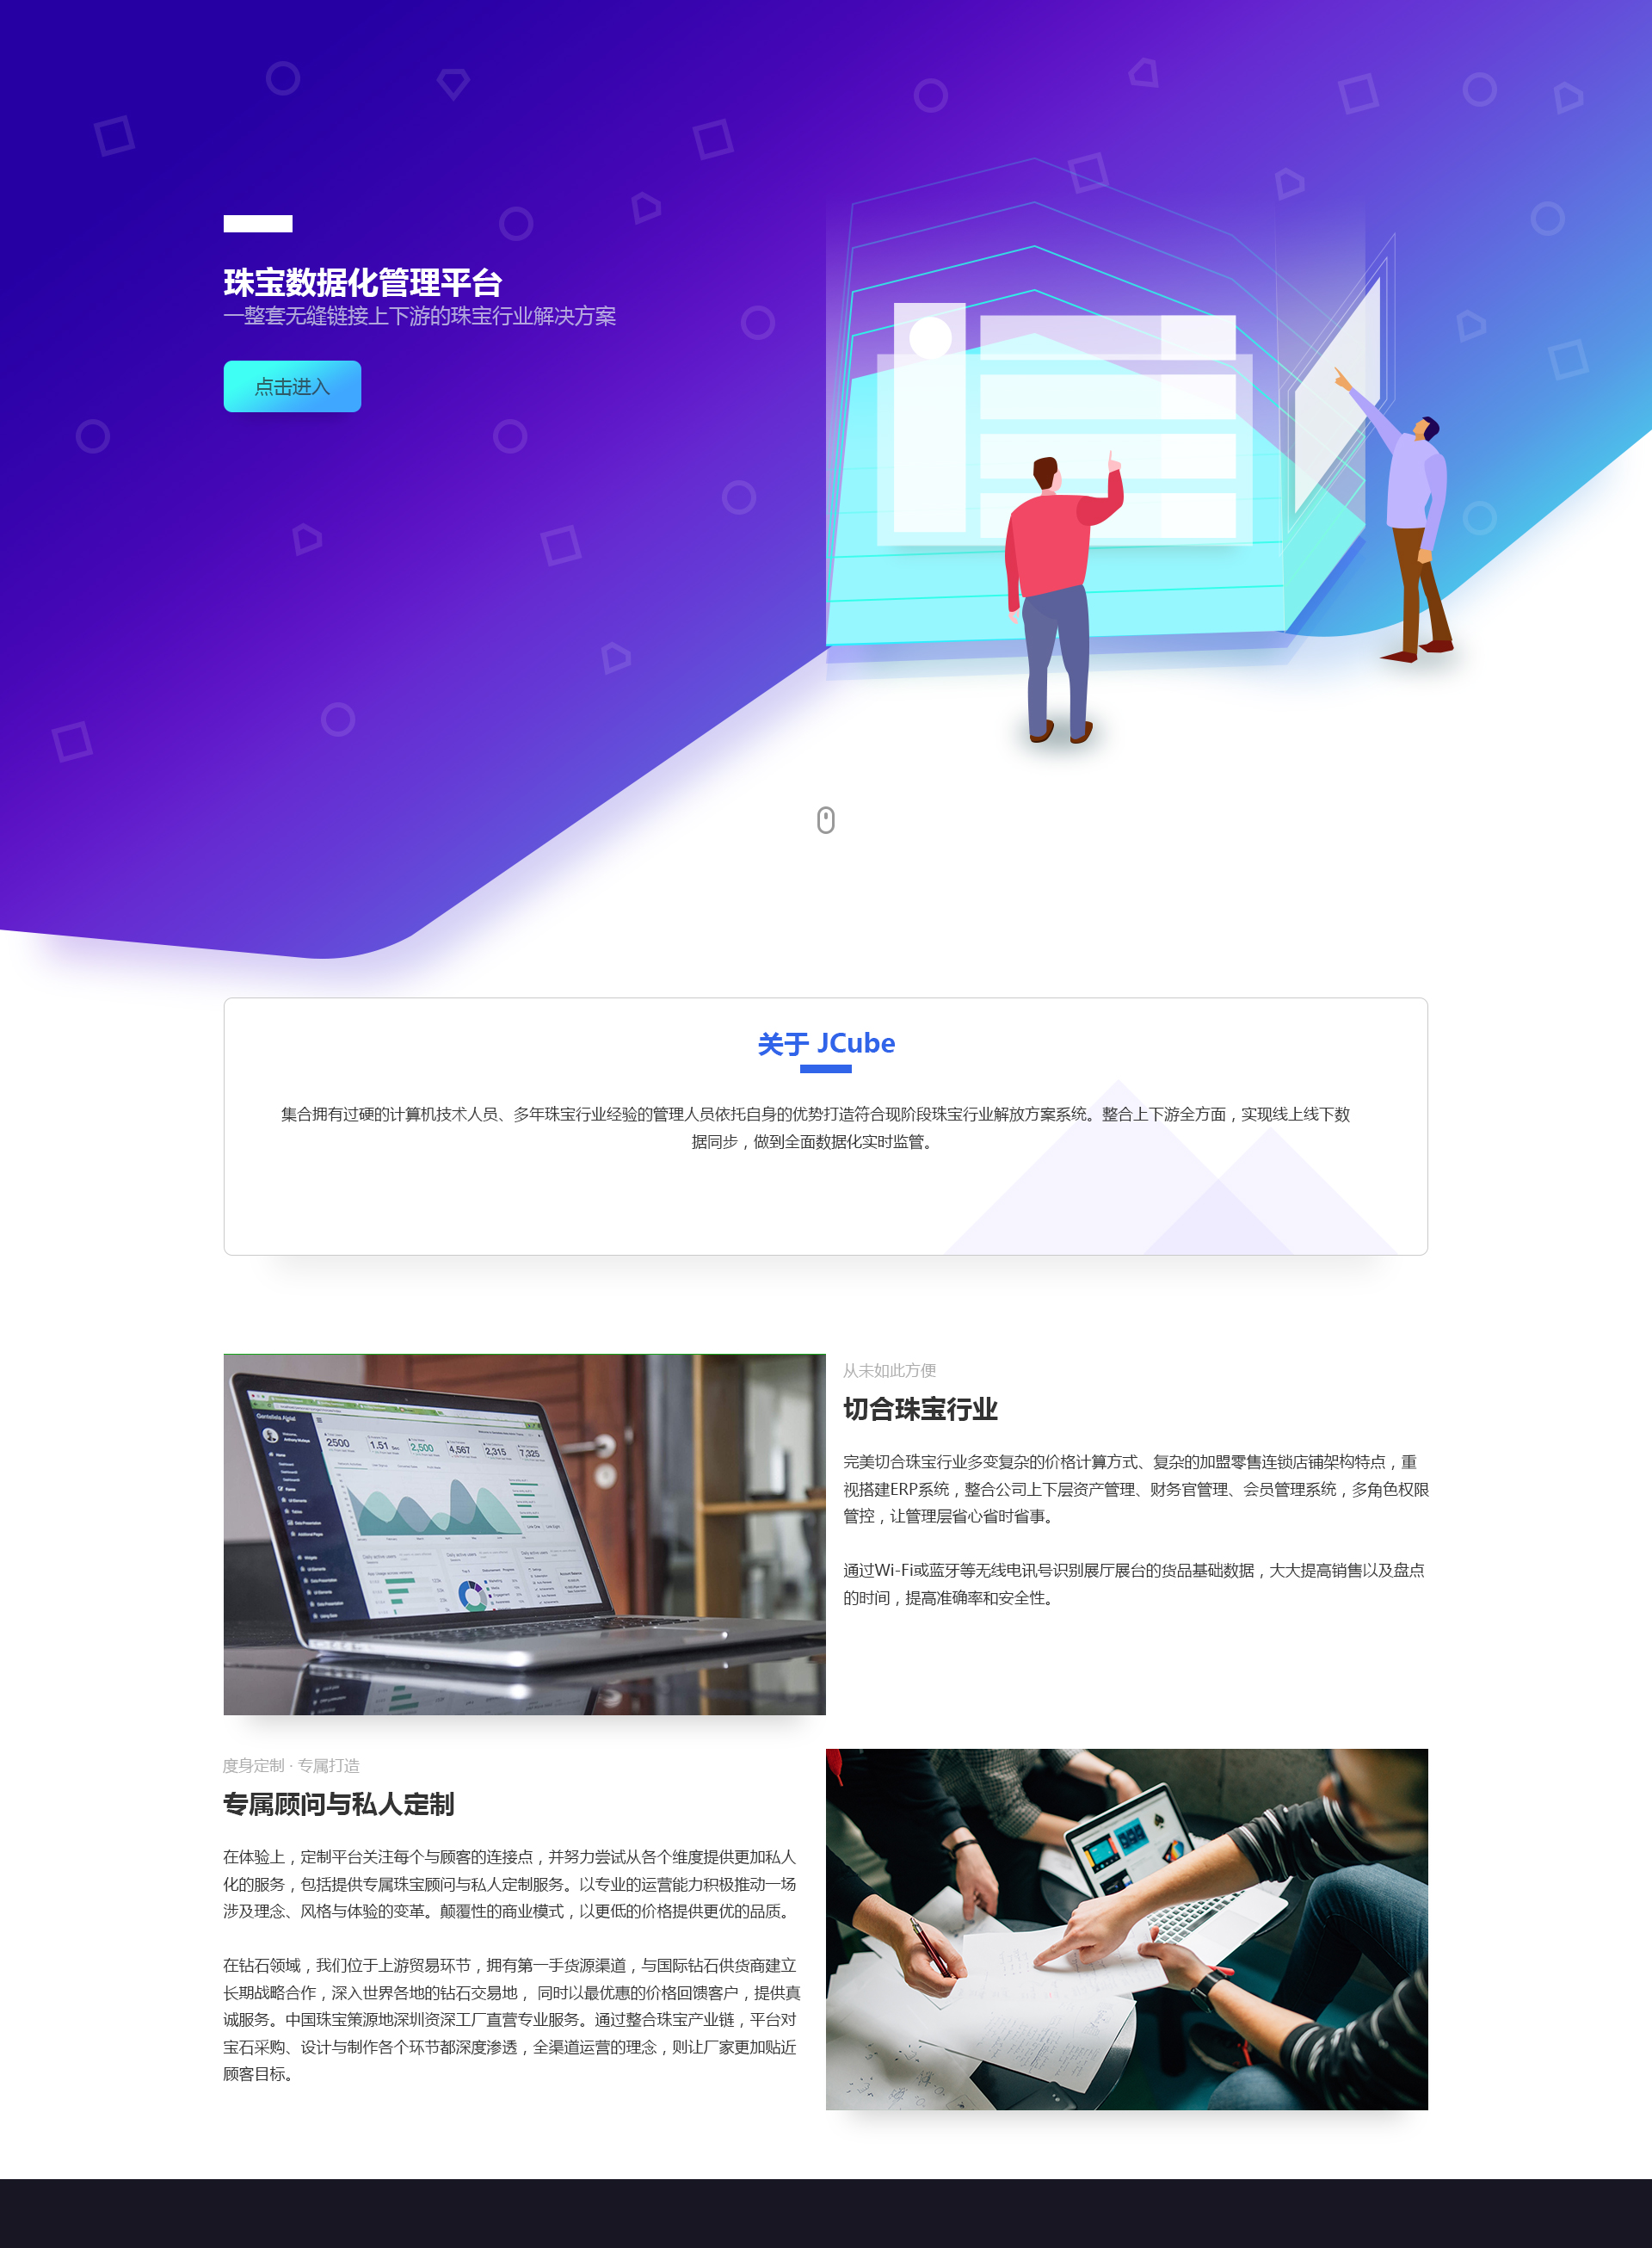 珠宝数据化管理平台
一整套无缝链接上下游的珠宝行业解决方案
点击进入
关于 JCube
集合拥有过硬的计算机技术人员、多年珠宝行业经验的管理人员依托自身的优势打造符合现阶段珠宝行业解放方案系统。整合上下游全方面，实现线上线下数
据同步，做到全面数据化实时监管。
从未如此方便
切合珠宝行业
完美切合珠宝行业多变复杂的价格计算方式、复杂的加盟零售连锁店铺架构特点，重
视搭建ERP系统，整合公司上下层资产管理、财务官管理、会员管理系统，多角色权限
管控，让管理层省心省时省事。
通过Wi-Fi或蓝牙等无线电讯号识别展厅展台的货品基础数据，大大提高销售以及盘点
的时间，提高准确率和安全性。
2500
1.51
2,500
4,567
2,315
7,325
度身定制 · 专属打造
专属顾问与私人定制
在体验上，定制平台关注每个与顾客的连接点，并努力尝试从各个维度提供更加私人
化的服务，包括提供专属珠宝顾问与私人定制服务。以专业的运营能力积极推动一场
涉及理念、风格与体验的变革。颠覆性的商业模式，以更低的价格提供更优的品质。
在钻石领域，我们位于上游贸易环节，拥有第一手货源渠道，与国际钻石供货商建立
长期战略合作，深入世界各地的钻石交易地， 同时以最优惠的价格回馈客户，提供真
诚服务。中国珠宝策源地深圳资深工厂直营专业服务。通过整合珠宝产业链，平台对
宝石采购、设计与制作各个环节都深度渗透，全渠道运营的理念，则让厂家更加贴近
顾客目标。